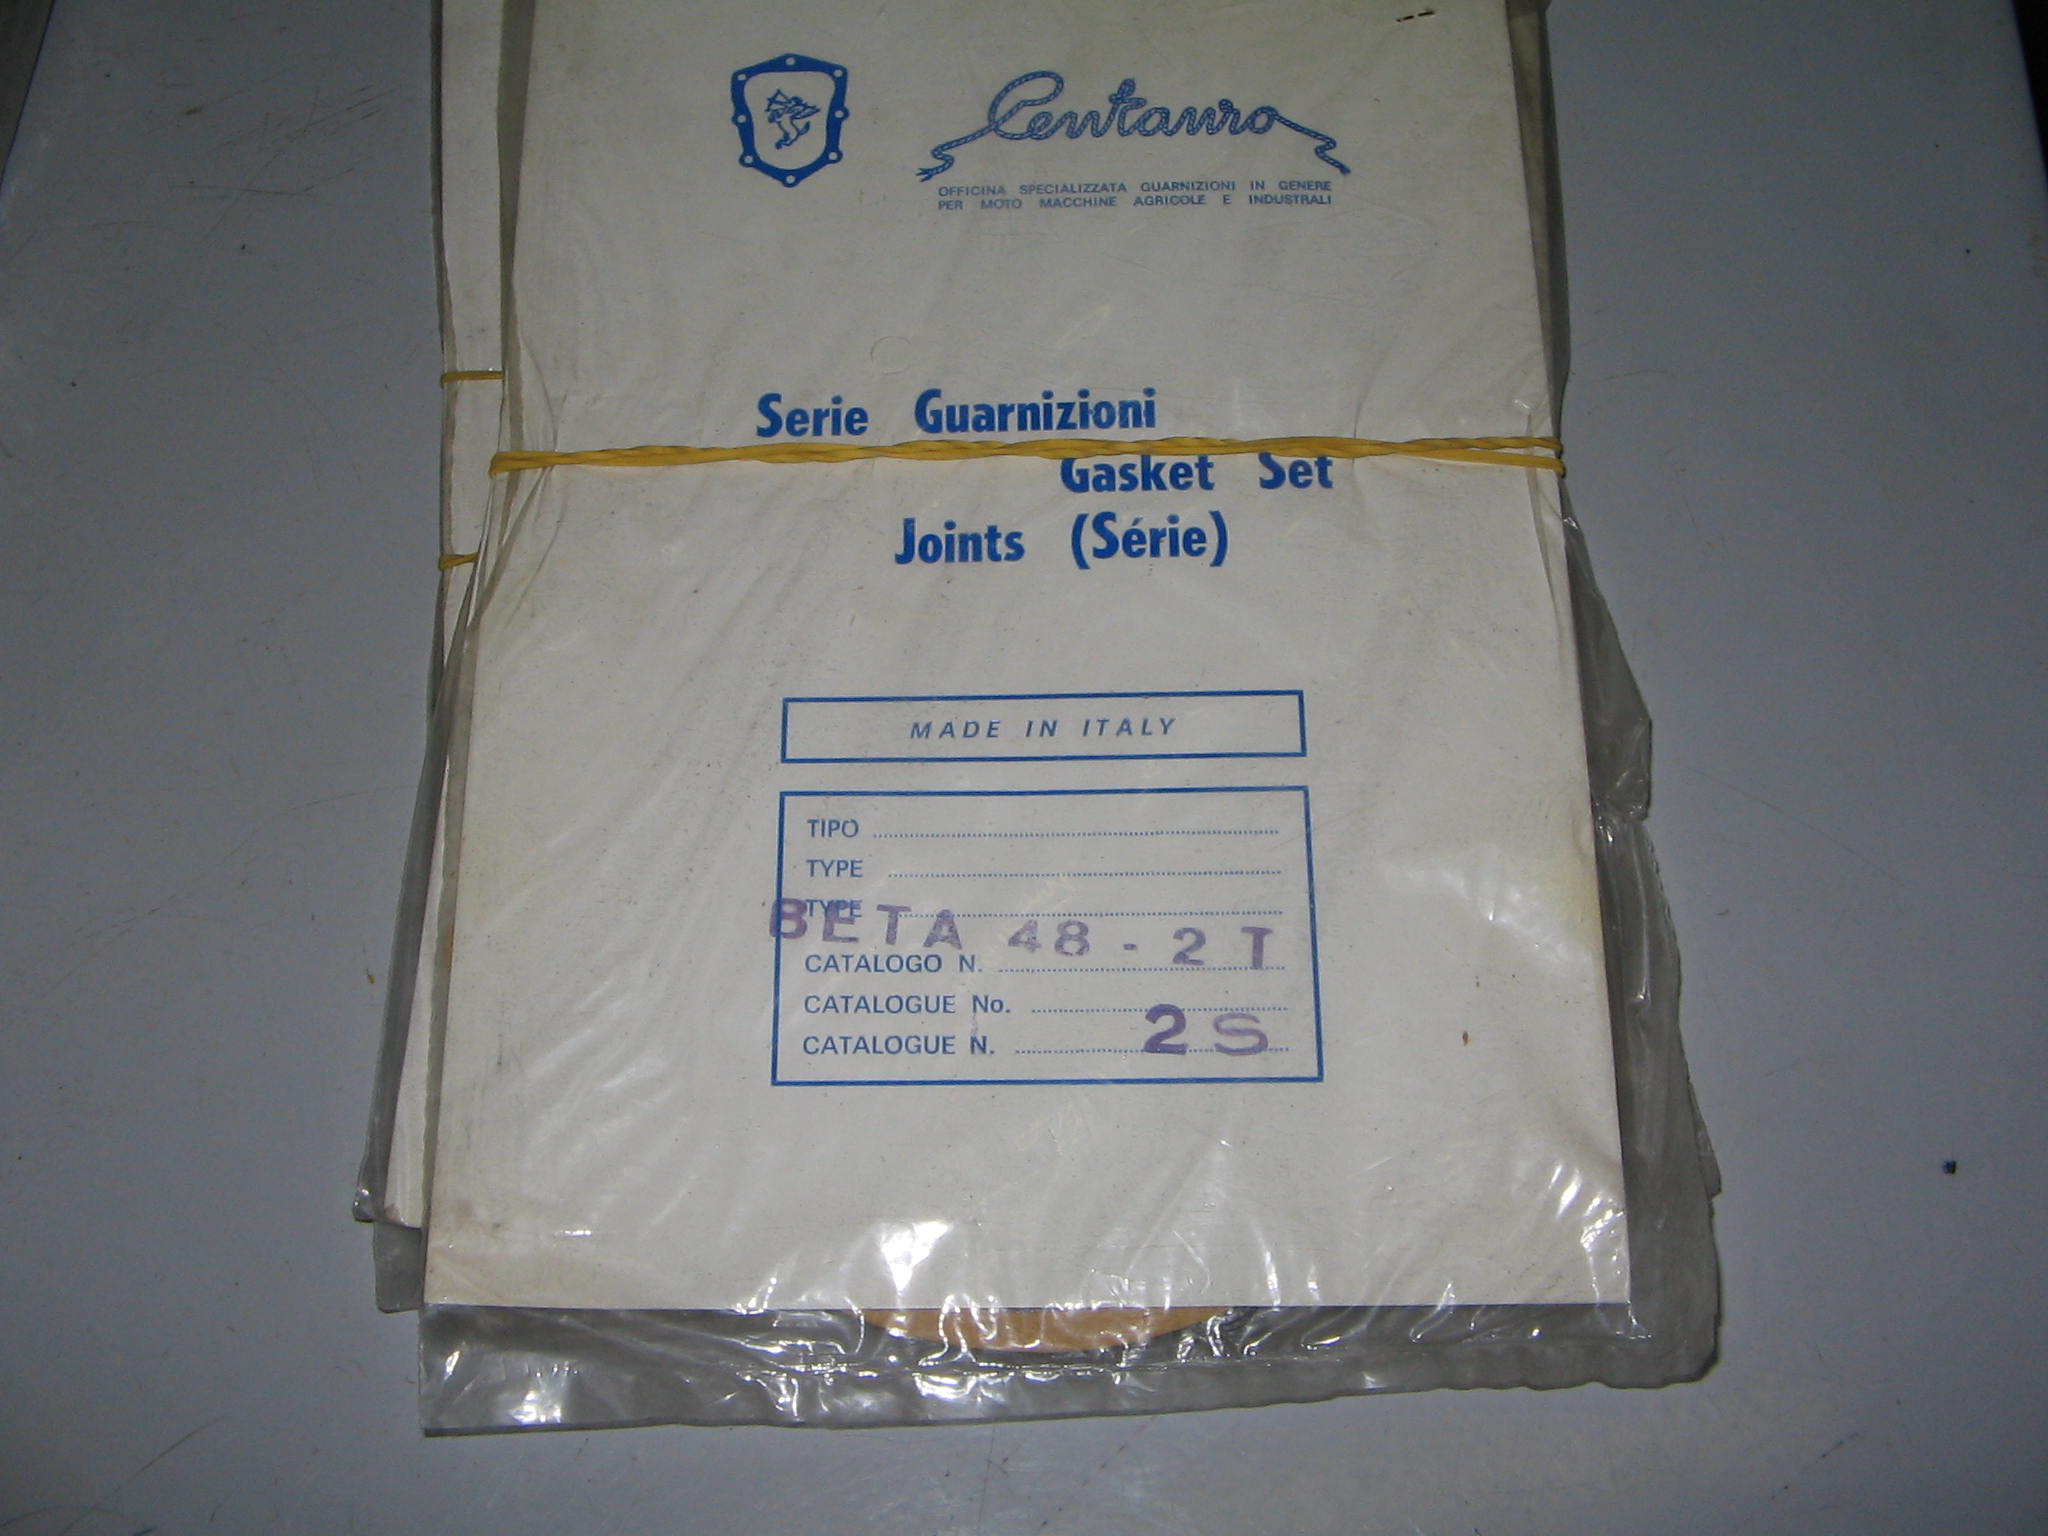 Centauro
OFFICINA SPECIALIZZATA GUARNIZIONI IN GENERE
PER MOTO MACCHINE AGRICOLE E INDUSTRIALI
Serie Guarnizioni
Gasket Set
Joints (Série)
MADE IN ITALY
TIPO
TYPE
TYPE
BETA 48 - 2T
CATALOGO N.
CATALOGUE No.
CATALOGUE N. 2S